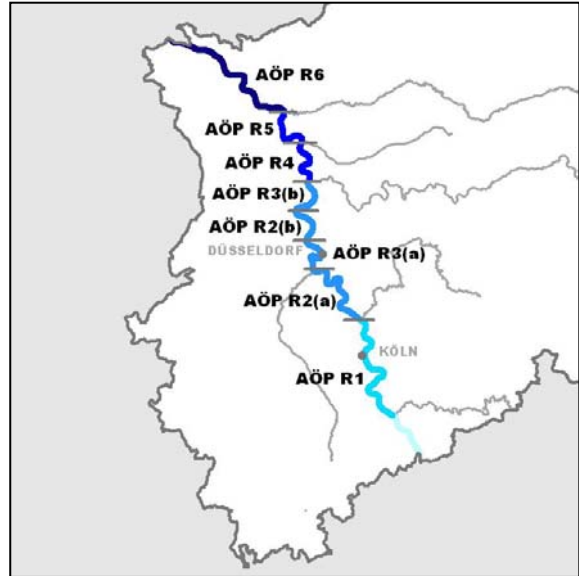 AÖP R6
AÖP R5
AÖP R4
AÖP R3(b)
AÖP R2(b)
DÜSSELDORF
AÖP R3(a)
AÖP R2(a)
KÖLN
AÖP R1